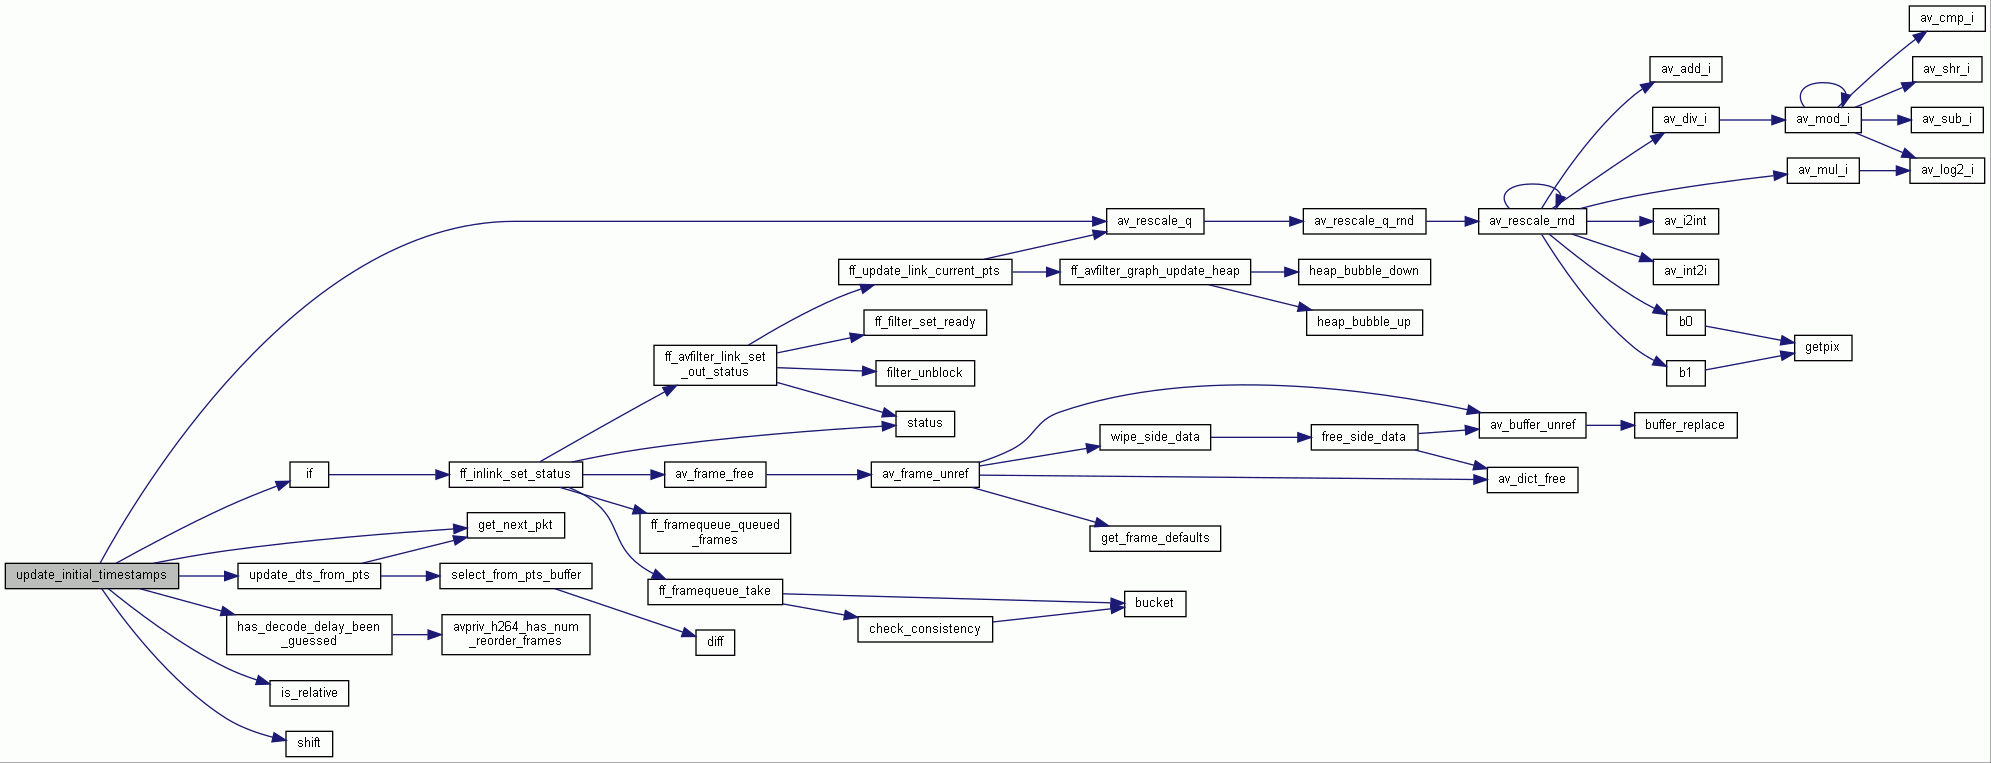 av_cmp_i
av_add_i
av_shr_i
av_div_i
av_mod_i
av_sub_i
av_mul_i
av_log2_i
av_rescale_q
av_rescale_q_rnd
av_rescale_rnd
av_i2int
ff_update_link_current_pts
ff_avfilter_graph_update_heap
heap_bubble_down
av_int2i
ff_filter_set_ready
heap_bubble_up
b0
getpix
ff_avfilter_link_set
_out_status
filter_unblock
b1
status
wipe_side_data
free_side_data
av_buffer_unref
buffer_replace
if
ff_inlink_set_status
av_frame_free
av_frame_unref
av_dict_free
get_next_pkt
ff_framequeue_queued
_frames
get_frame_defaults
update_initial_timestamps
update_dts_from_pts
select_from_pts_buffer
ff_framequeue_take
bucket
has_decode_delay_been
_guessed
avpriv_h264_has_num
_reorder_frames
diff
check_consistency
is_relative
shift